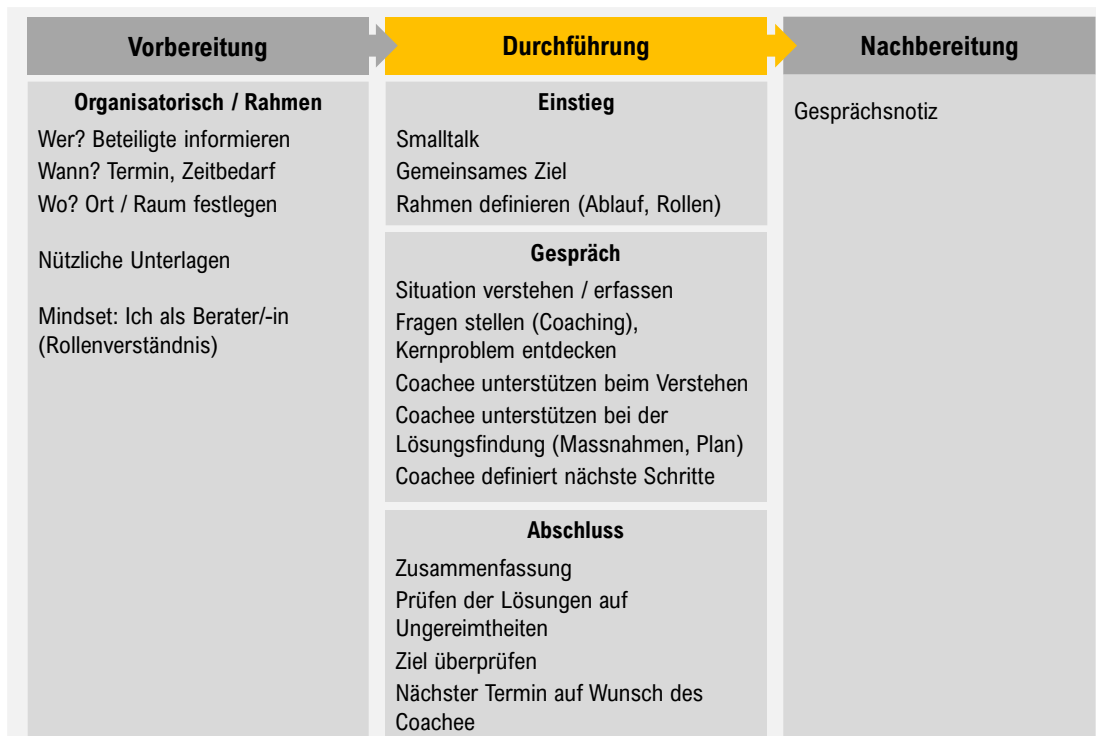 Vorbereitung
Organisatorisch / Rahmen
Wer? Beteiligte informieren
Wann? Termin, Zeitbedarf
Wo? Ort / Raum festlegen
Nützliche Unterlagen
Mindset: Ich als Berater/-in
(Rollenverständnis)
Durchführung
Einstieg
Smalltalk
Gemeinsames Ziel
Rahmen definieren (Ablauf, Rollen)
Gespräch
Situation verstehen / erfassen
Fragen stellen (Coaching),
Kernproblem entdecken
Coachee unterstützen beim Verstehen
Coachee unterstützen bei der
Lösungsfindung (Massnahmen, Plan)
Coachee definiert nächste Schritte
Abschluss
Zusammenfassung
Prüfen der Lösungen auf
Ungereimtheiten
Ziel überprüfen
Nächster Termin auf Wunsch des
Coachee
Nachbereitung
Gesprächsnotiz